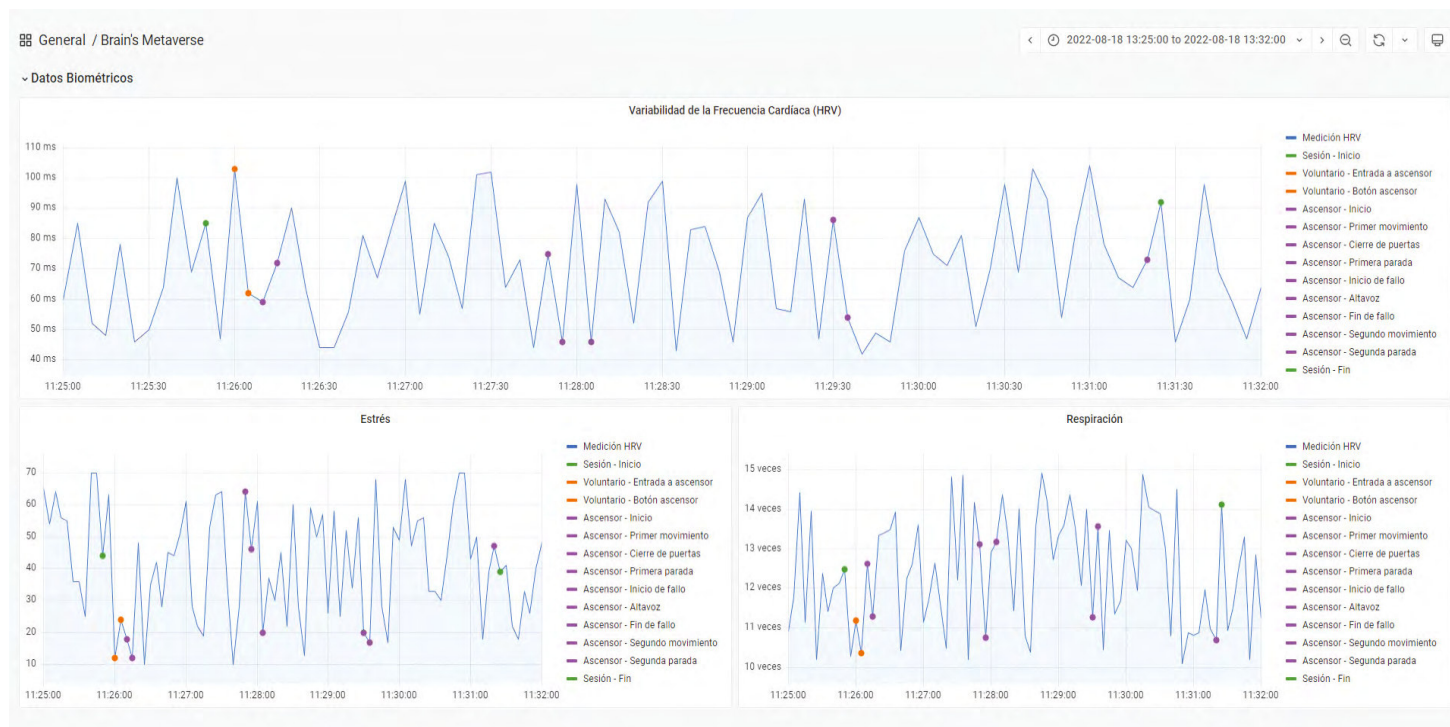 General / Brain's Metaverse
2022-08-18 13:25:00 to 2022-08-18 13:32:00
Datos Biométricos
Variabilidad de la Frecuencia Cardíaca (HRV)
110 ms
100 ms
90 ms
80 ms
70 ms
60 ms
50 ms
40 ms
11:25:00 11:25:30 11:26:00 11:26:30 11:27:00 11:27:30 11:28:00 11:28:30 11:29:00 11:29:30 11:30:00 11:30:30 11:31:00 11:31:30 11:32:00
Medición HRV
Sesión - Inicio
Voluntario - Entrada a ascensor
Voluntario - Botón ascensor
Ascensor - Inicio
Ascensor - Primer movimiento
Ascensor - Cierre de puertas
Ascensor - Primera parada
Ascensor - Inicio de fallo
Ascensor - Altavoz
Ascensor - Fin de fallo
Ascensor - Segundo movimiento
Ascensor - Segunda parada
Sesión - Fin
Estrés
70
60
50
40
30
20
10
11:25:00 11:26:00 11:27:00 11:28:00 11:29:00 11:30:00 11:31:00 11:32:00
Medición HRV
Sesión - Inicio
Voluntario - Entrada a ascensor
Voluntario - Botón ascensor
Ascensor - Inicio
Ascensor - Primer movimiento
Ascensor - Cierre de puertas
Ascensor - Primera parada
Ascensor - Inicio de fallo
Ascensor - Altavoz
Ascensor - Fin de fallo
Ascensor - Segundo movimiento
Ascensor - Segunda parada
Sesión - Fin
Respiración
15 veces
14 veces
13 veces
12 veces
11 veces
10 veces
11:25:00 11:26:00 11:27:00 11:28:00 11:29:00 11:30:00 11:31:00 11:32:00
Medición HRV
Sesión - Inicio
Voluntario - Entrada a ascensor
Voluntario - Botón ascensor
Ascensor - Inicio
Ascensor - Primer movimiento
Ascensor - Cierre de puertas
Ascensor - Primera parada
Ascensor - Inicio de fallo
Ascensor - Altavoz
Ascensor - Fin de fallo
Ascensor - Segundo movimiento
Ascensor - Segunda parada
Sesión - Fin